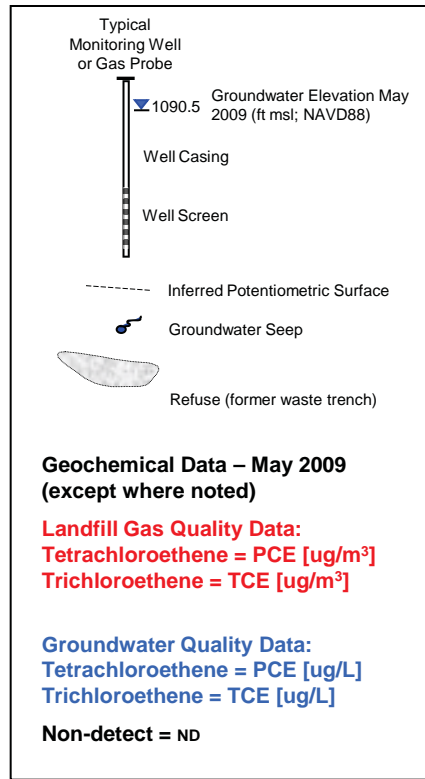 Typical
Monitoring Well
or Gas Probe
1090.5
Groundwater Elevation May
2009 (ft msl; NAVD88)
Well Casing
Well Screen
Inferred Potentiometric Surface
Groundwater Seep
Refuse (former waste trench)
Geochemical Data – May 2009
(except where noted)
Landfill Gas Quality Data:
Tetrachloroethene = PCE [ug/m³]
Trichloroethene = TCE [ug/m³]
Groundwater Quality Data:
Tetrachloroethene = PCE [ug/L]
Trichloroethene = TCE [ug/L]
Non-detect = ND